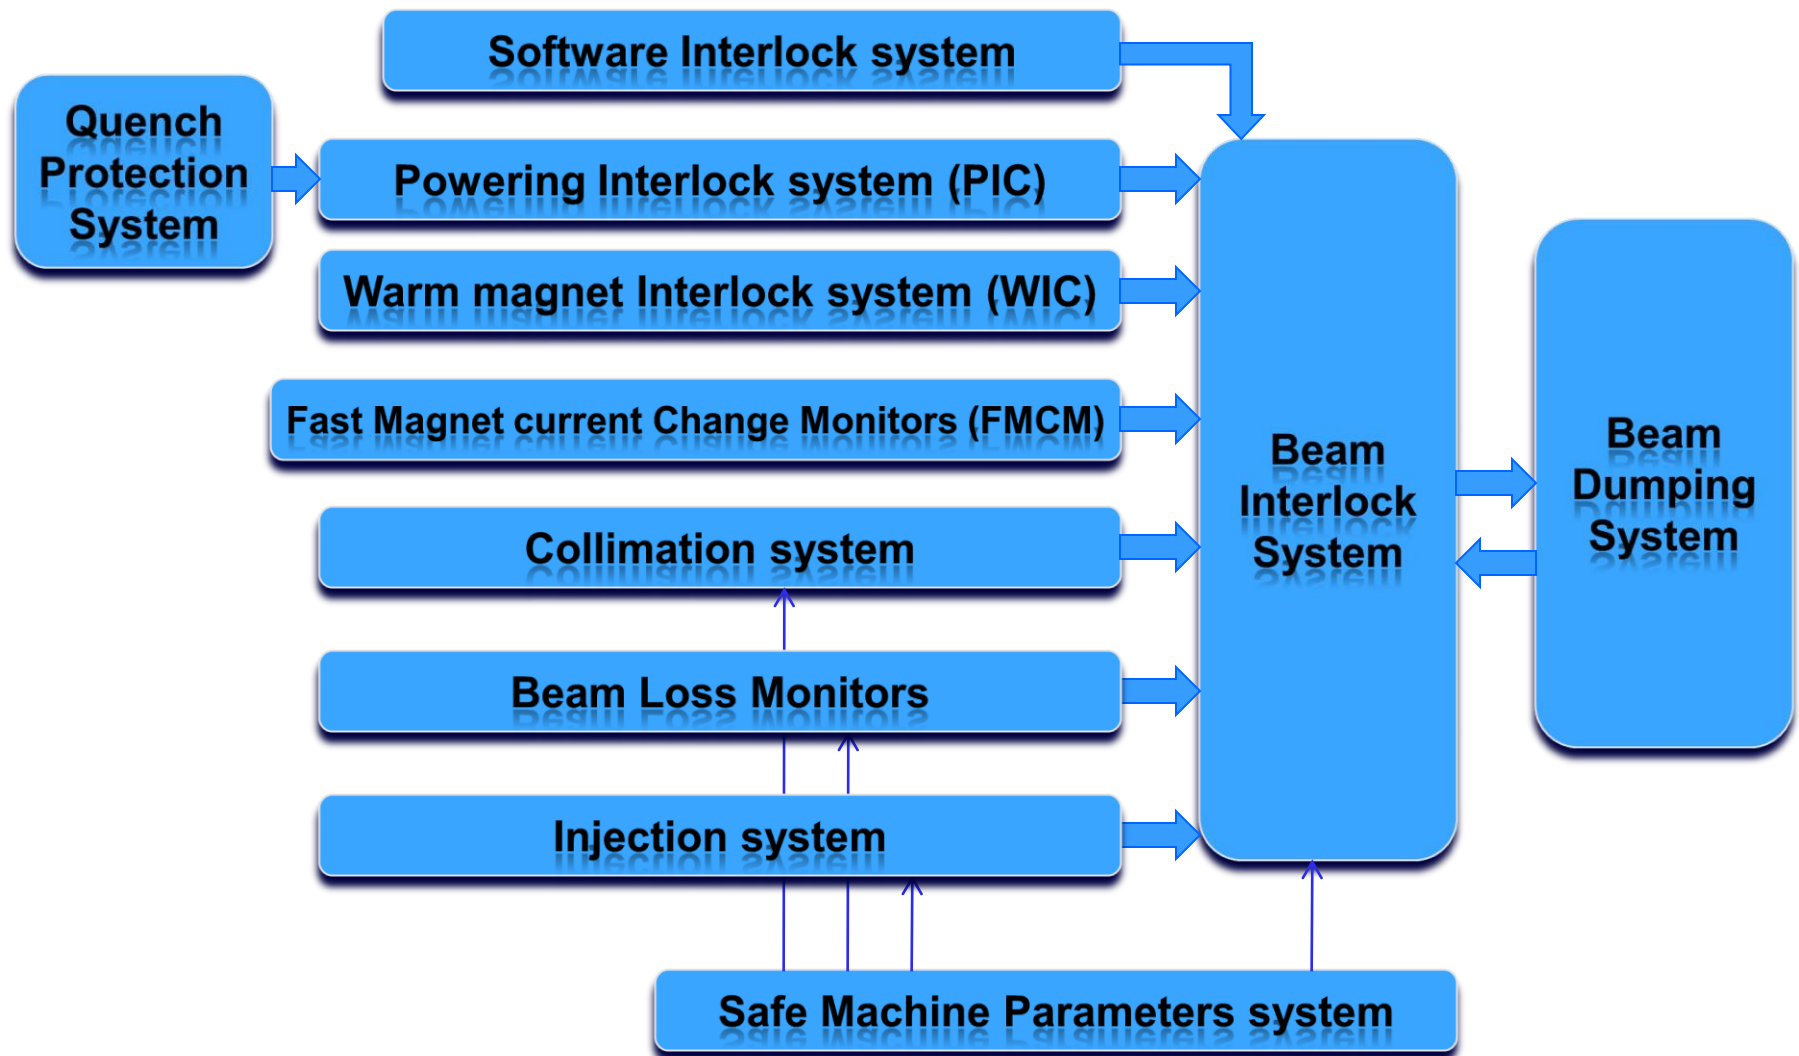 Software Interlock system
Quench
Protection
System
Powering Interlock system (PIC)
Warm magnet Interlock system (WIC)
Fast Magnet current Change Monitors (FMCM)
Collimation system
Beam Loss Monitors
Injection system
Beam
Interlock
System
Beam
Dumping
System
Safe Machine Parameters system